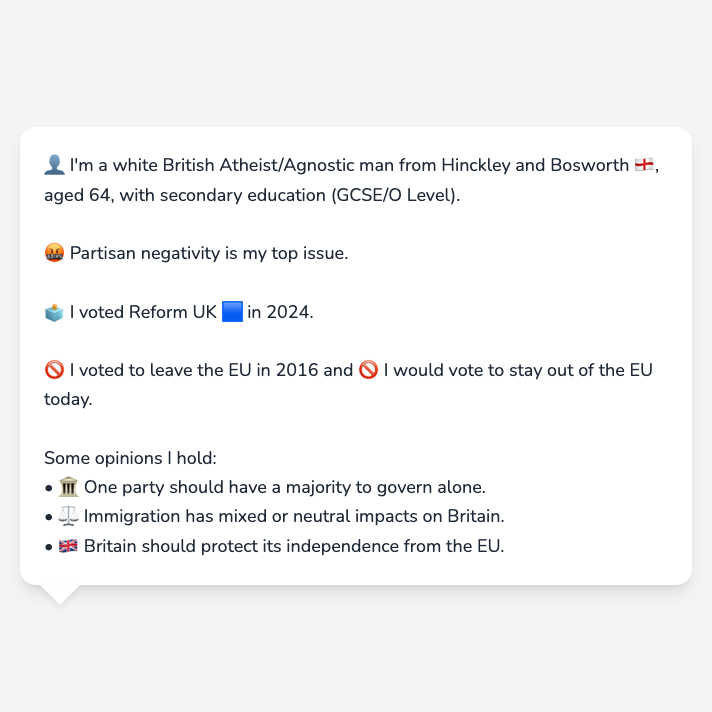 👤 I'm a white British Atheist/Agnostic man from Hinckley and Bosworth 🏴󠁧󠁢󠁥󠁮󠁧󠁿,
aged 64, with secondary education (GCSE/O Level).
🤬 Partisan negativity is my top issue.
🗳️ I voted Reform UK 🟦 in 2024.
🚫 I voted to leave the EU in 2016 and 🚫 I would vote to stay out of the EU
today.
Some opinions I hold:
• 🏛️ One party should have a majority to govern alone.
• ⚖️ Immigration has mixed or neutral impacts on Britain.
• 🇬🇧 Britain should protect its independence from the EU.